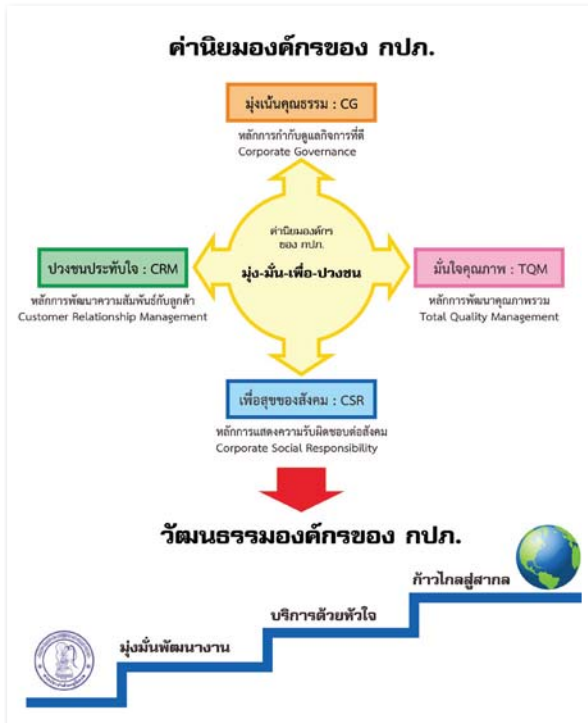 ค่านิยมองค์กรของ กปภ.
มุ่งเน้นคุณธรรม : CG
หลักการกำกับดูแลกิจการที่ดี
Corporate Governance
ค่านิยมองค์กร
ของ กปภ.
มุ่ง-มั่น-เพื่อ-ปวงชน
ปวงชนประทับใจ : CRM
หลักการพัฒนาความสัมพันธ์กับลูกค้า
Customer Relationship Management
มั่นใจคุณภาพ : TQM
หลักการพัฒนาคุณภาพรวม
Total Quality Management
เพื่อสุขของสังคม : CSR
หลักการแสดงความรับผิดชอบต่อสังคม
Corporate Social Responsibility
วัฒนธรรมองค์กรของ กปภ.
ก้าวไกลสู่สากล
บริการด้วยหัวใจ
มุ่งมั่นพัฒนางาน